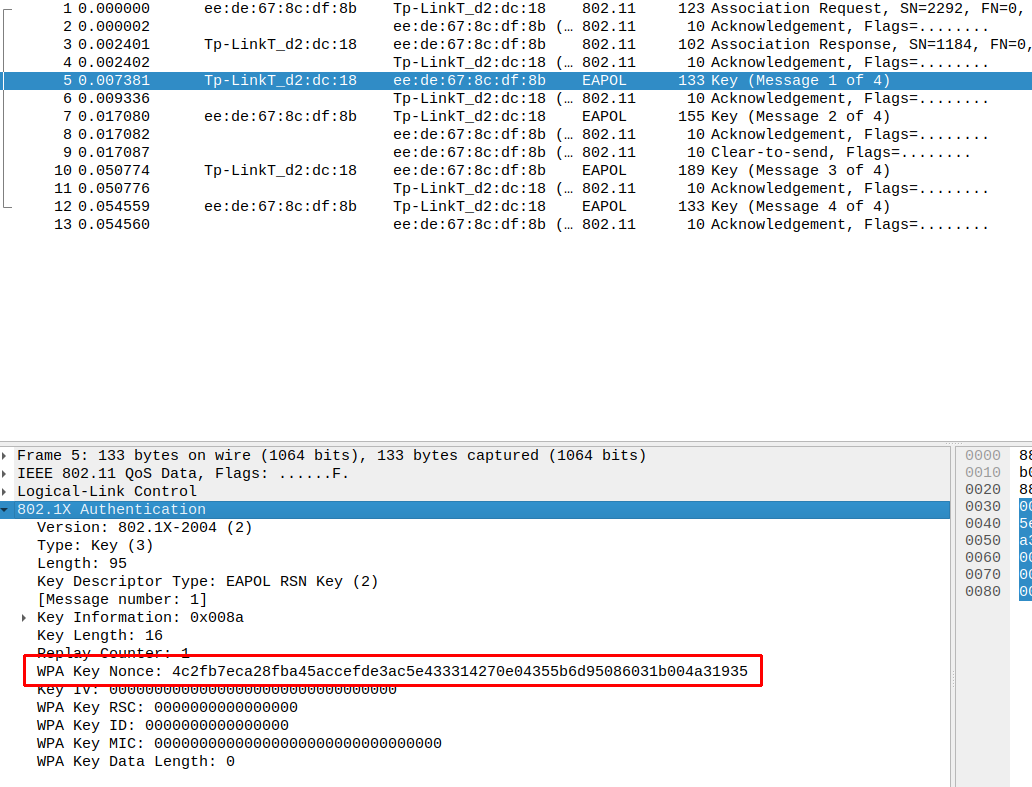 1 0.000000 ee:de:67:8c:df:8b Tp-LinkT_d2:dc:18 802.11 123 Association Request, SN=2292, FN=0,
2 0.000002 ee:de:67:8c:df:8b (… 802.11 10 Acknowledgement, Flags=........
3 0.002401 Tp-LinkT_d2:dc:18 ee:de:67:8c:df:8b 802.11 102 Association Response, SN=1184, FN=0,
4 0.002402 Tp-LinkT_d2:dc:18 (… 802.11 10 Acknowledgement, Flags=........
5 0.007381 Tp-LinkT_d2:dc:18 ee:de:67:8c:df:8b EAPOL 133 Key (Message 1 of 4)
6 0.009336 Tp-LinkT_d2:dc:18 (… 802.11 10 Acknowledgement, Flags=........
7 0.017080 ee:de:67:8c:df:8b Tp-LinkT_d2:dc:18 EAPOL 155 Key (Message 2 of 4)
8 0.017082 ee:de:67:8c:df:8b (… 802.11 10 Acknowledgement, Flags=........
9 0.017087 ee:de:67:8c:df:8b (… 802.11 10 Clear-to-send, Flags=........
10 0.050774 Tp-LinkT_d2:dc:18 ee:de:67:8c:df:8b EAPOL 189 Key (Message 3 of 4)
11 0.050776 Tp-LinkT_d2:dc:18 (… 802.11 10 Acknowledgement, Flags=........
12 0.054559 ee:de:67:8c:df:8b Tp-LinkT_d2:dc:18 EAPOL 133 Key (Message 4 of 4)
13 0.054560 ee:de:67:8c:df:8b (… 802.11 10 Acknowledgement, Flags=........
Frame 5: 133 bytes on wire (1064 bits), 133 bytes captured (1064 bits)
IEEE 802.11 QoS Data, Flags: ......F.
Logical-Link Control
802.1X Authentication
Version: 802.1X-2004 (2)
Type: Key (3)
Length: 95
Key Descriptor Type: EAPOL RSN Key (2)
[Message number: 1]
Key Information: 0x008a
Key Length: 16
Replay Counter: 1
WPA Key Nonce: 4c2fb7eca28fba45accefde3ac5e433314270e04355b6d95086031b004a31935
Key IV: 00000000000000000000000000000000
WPA Key RSC: 0000000000000000
WPA Key ID: 0000000000000000
WPA Key MIC: 00000000000000000000000000000000
WPA Key Data Length: 0
0000 88
0010 b0
0020 88
0030 00
0040 5e
0050 a3
0060 00
0070 00
0080 00